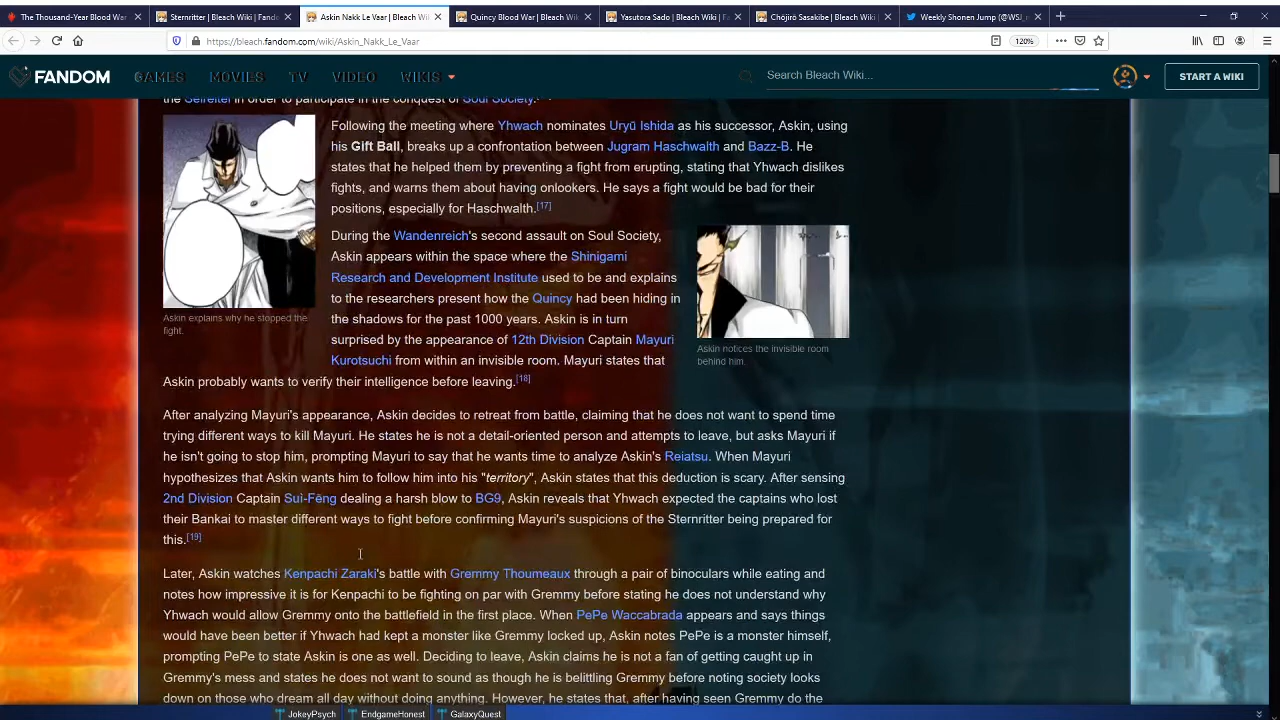 The Thousand-Year Blood War
Sternritter | Bleach Wiki | Fando
Askin Nakk Le Vaar | Bleach Wiki
Quincy Blood War | Bleach Wiki |
Yasutora Sado | Bleach Wiki | F
Chōjirō Sasakibe | Bleach Wiki |
Weekly Shonen Jump (@WSJ_
https://bleach.fandom.com/wiki/Askin_Nakk_Le_Vaar
120%
FANDOM GAMES MOVIES TV VIDEO WIKIS
Search Bleach Wiki...
START A WIKI
the Seireitei in order to participate in the conquest of Soul Society.
Following the meeting where Yhwach nominates Uryū Ishida as his successor, Askin, using
his Gift Ball, breaks up a confrontation between Jugram Haschwalth and Bazz-B. He
states that he helped them by preventing a fight from erupting, stating that Yhwach dislikes
fights, and warns them about having onlookers. He says a fight would be bad for their
positions, especially for Haschwalth.[17]
Askin explains why he stopped the
fight.
During the Wandenreich's second assault on Soul Society,
Askin appears within the space where the Shinigami
Research and Development Institute used to be and explains
to the researchers present how the Quincy had been hiding in
the shadows for the past 1000 years. Askin is in turn
surprised by the appearance of 12th Division Captain Mayuri
Kurotsuchi from within an invisible room. Mayuri states that
Askin probably wants to verify their intelligence before leaving.[18]
Askin notices the invisible room
behind him.
After analyzing Mayuri's appearance, Askin decides to retreat from battle, claiming that he does not want to spend time
trying different ways to kill Mayuri. He states he is not a detail-oriented person and attempts to leave, but asks Mayuri if
he isn't going to stop him, prompting Mayuri to say that he wants time to analyze Askin's Reiatsu. When Mayuri
hypothesizes that Askin wants him to follow him into his "territory", Askin states that this deduction is scary. After sensing
2nd Division Captain Suì-Fēng dealing a harsh blow to BG9, Askin reveals that Yhwach expected the captains who lost
their Bankai to master different ways to fight before confirming Mayuri's suspicions of the Sternritter being prepared for
this.[19]
Later, Askin watches Kenpachi Zaraki's battle with Gremmy Thoumeaux through a pair of binoculars while eating and
notes how impressive it is for Kenpachi to be fighting on par with Gremmy before stating he does not understand why
Yhwach would allow Gremmy onto the battlefield in the first place. When PePe Waccabrada appears and says things
would have been better if Yhwach had kept a monster like Gremmy locked up, Askin notes PePe is a monster himself,
prompting PePe to state Askin is one as well. Deciding to leave, Askin claims he is not a fan of getting caught up in
Gremmy's mess and states he does not want to sound as though he is belittling Gremmy before noting society looks
down on those who dream all day without doing anything. However, he states that, after having seen Gremmy do the
JokeyPsych
EndgameHonest
GalaxyQuest